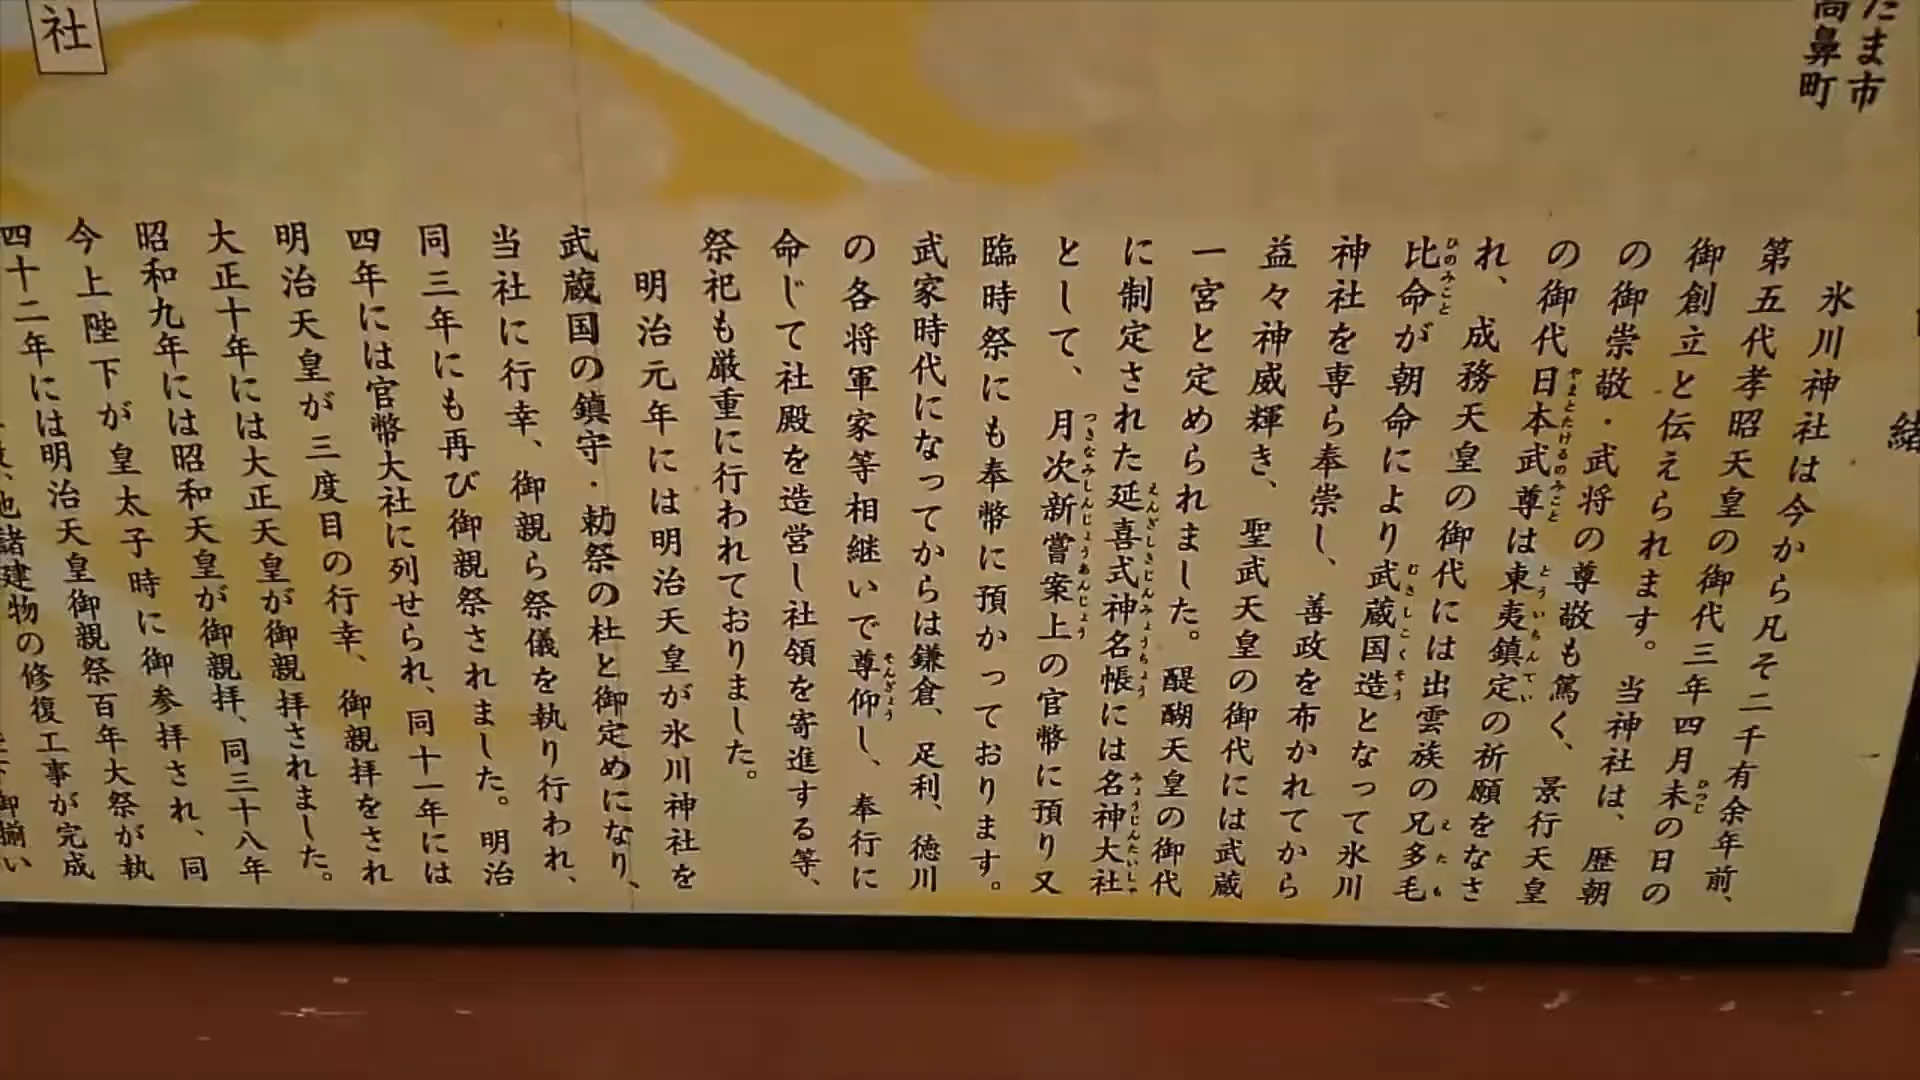 たま市
高鼻町
緒
氷川神社は今から凡そ二千有余年前、
第五代孝昭天皇の御代三年四月未の日の
御創立と伝えられます。当神社は、歴朝
の御崇敬・武将の尊敬も篤く、景行天皇
の御代日本武尊は東夷鎮定の祈願をなさ
れ、成務天皇の御代には出雲族の兄多毛
比命が朝命により武蔵国造となって氷川
神社を専ら奉崇し、善政を布かれてから
益々神威輝き、聖武天皇の御代には武蔵
一宮と定められました。醍醐天皇の御代
に制定された延喜式神名帳には名神大社
として、月次新嘗案上の官幣に預り又
臨時祭にも奉幣に預かっております。
武家時代になってからは鎌倉、足利、徳川
の各将軍家等相継いで尊仰し、奉行に
命じて社殿を造営し社領を寄進する等、
祭祀も厳重に行われておりました。
明治元年には明治天皇が氷川神社を
武蔵国の鎮守・勅祭の杜と御定めになり、
当社に行幸、御親ら祭儀を執り行われ、
同三年にも再び御親祭されました。明治
四年には官幣大社に列せられ、同十一年には
明治天皇が三度目の行幸、御親拝をされ
大正十年には大正天皇が御親拝されました。
昭和九年には昭和天皇が御親拝、同三十八年
今上陛下が皇太子時に御参拝され、同
四十二年には明治天皇御親祭百年大祭が執
他諸建物の修復工事が完成
御揃い
社